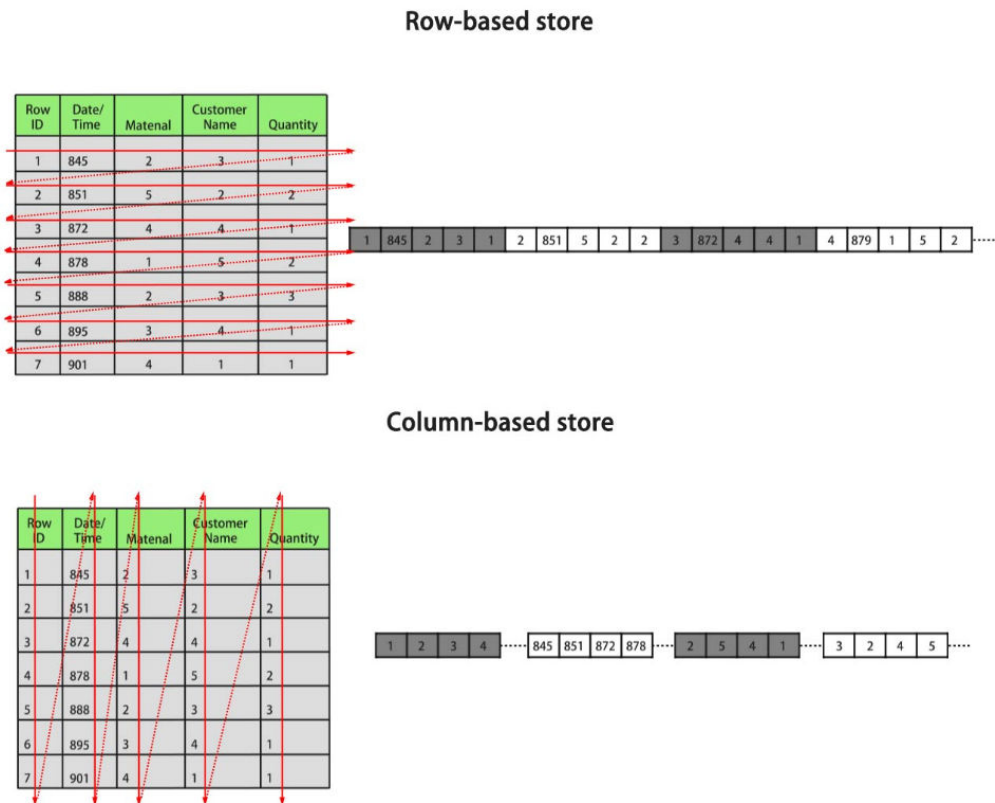 Row-based store
Row ID Date/Time Matenal Customer Name Quantity
1 845 2 3 1
2 851 5 2 2
3 872 4 4 1
4 878 1 5 2
5 888 2 3 3
6 895 3 4 1
7 901 4 1 1
1 845 2 3 1 2 851 5 2 2 3 872 4 4 1 4 879 1 5 2
Column-based store
Row ID Date/Time Matenal Customer Name Quantity
1 845 2 3 1
2 851 5 2 2
3 872 4 4 1
4 878 1 5 2
5 888 2 3 3
6 895 3 4 1
7 901 4 1 1
1 2 3 4 845 851 872 878 2 5 4 1 3 2 4 5